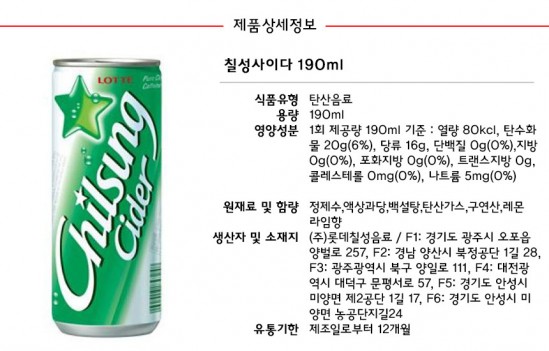 제품상세정보
LOTTE
Chilsung
Cider
칠성사이다 190ml
식품유형 탄산음료
용량 190ml
영양성분 1회 제공량 190ml 기준 : 열량 80kcl, 탄수화
물 20g(6%), 당류 16g, 단백질 0g(0%),지방
0g(0%), 포화지방 0g(0%), 트랜스지방 0g,
콜레스테롤 0mg(0%), 나트륨 5mg(0%)
원재료 및 함량 정제수,액상과당,백설탕,탄산가스,구연산,레몬
라임향
생산자 및 소재지 (주)롯데칠성음료 / F1: 경기도 광주시 오포읍
양벌로 257, F2: 경남 양산시 북정공단 1길 28,
F3: 광주광역시 북구 양일로 111, F4: 대전광
역시 대덕구 문평서로 57, F5: 경기도 안성시
미양면 제2공단 1길 17, F6: 경기도 안성시 미
양면 농공단지길24
유통기한 제조일로부터 12개월